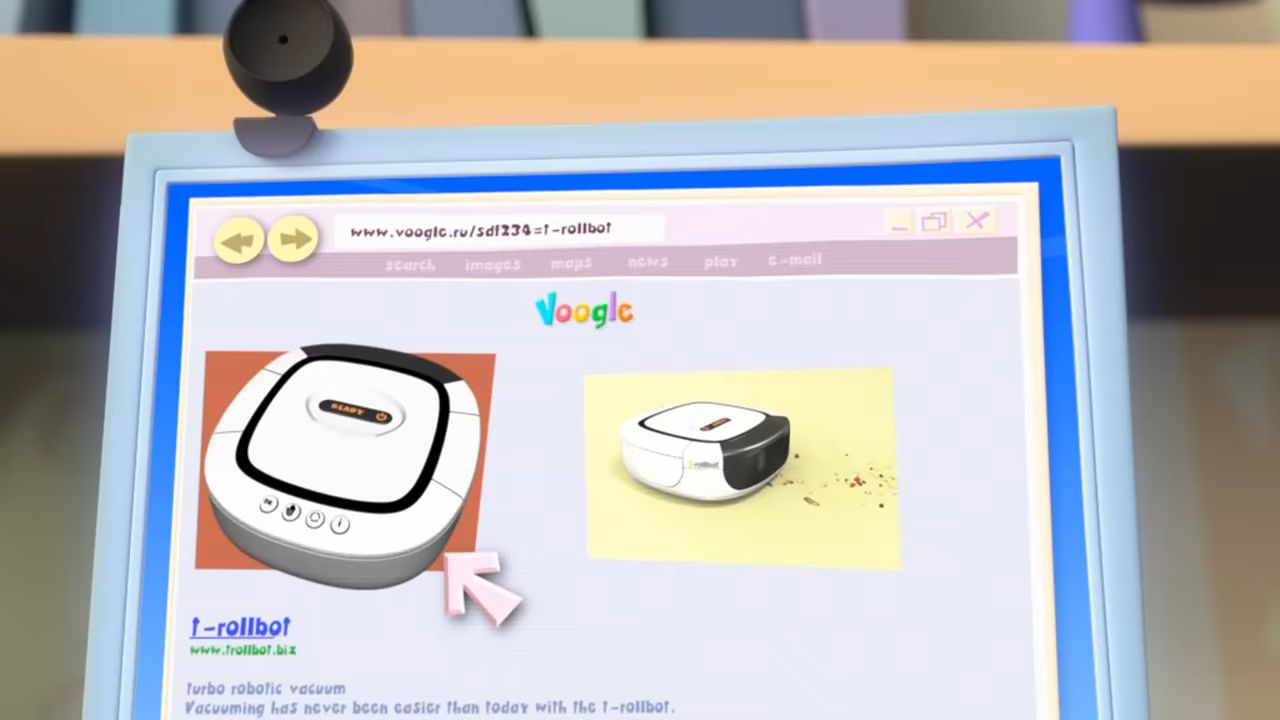 www.voogle.ru/sdf234=t-rollbot
search images maps news play e-mail
Voogle
READY
t-rollbot
t-rollbot
www.trollbot.biz
turbo robotic vacuum
Vacuuming has never been easier than today with the t-rollbot.